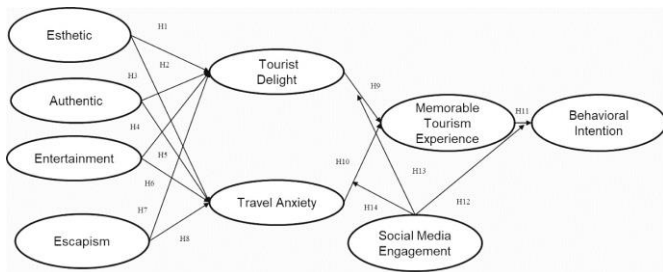 Esthetic
Authentic
Entertainment
Escapism
H1
H2
H3
H4
H5
H6
H7
H8
Tourist
Delight
Travel Anxiety
H9
H10
H13
H14
Memorable
Tourism
Experience
Social Media
Engagement
H11
H12
Behavioral
Intention